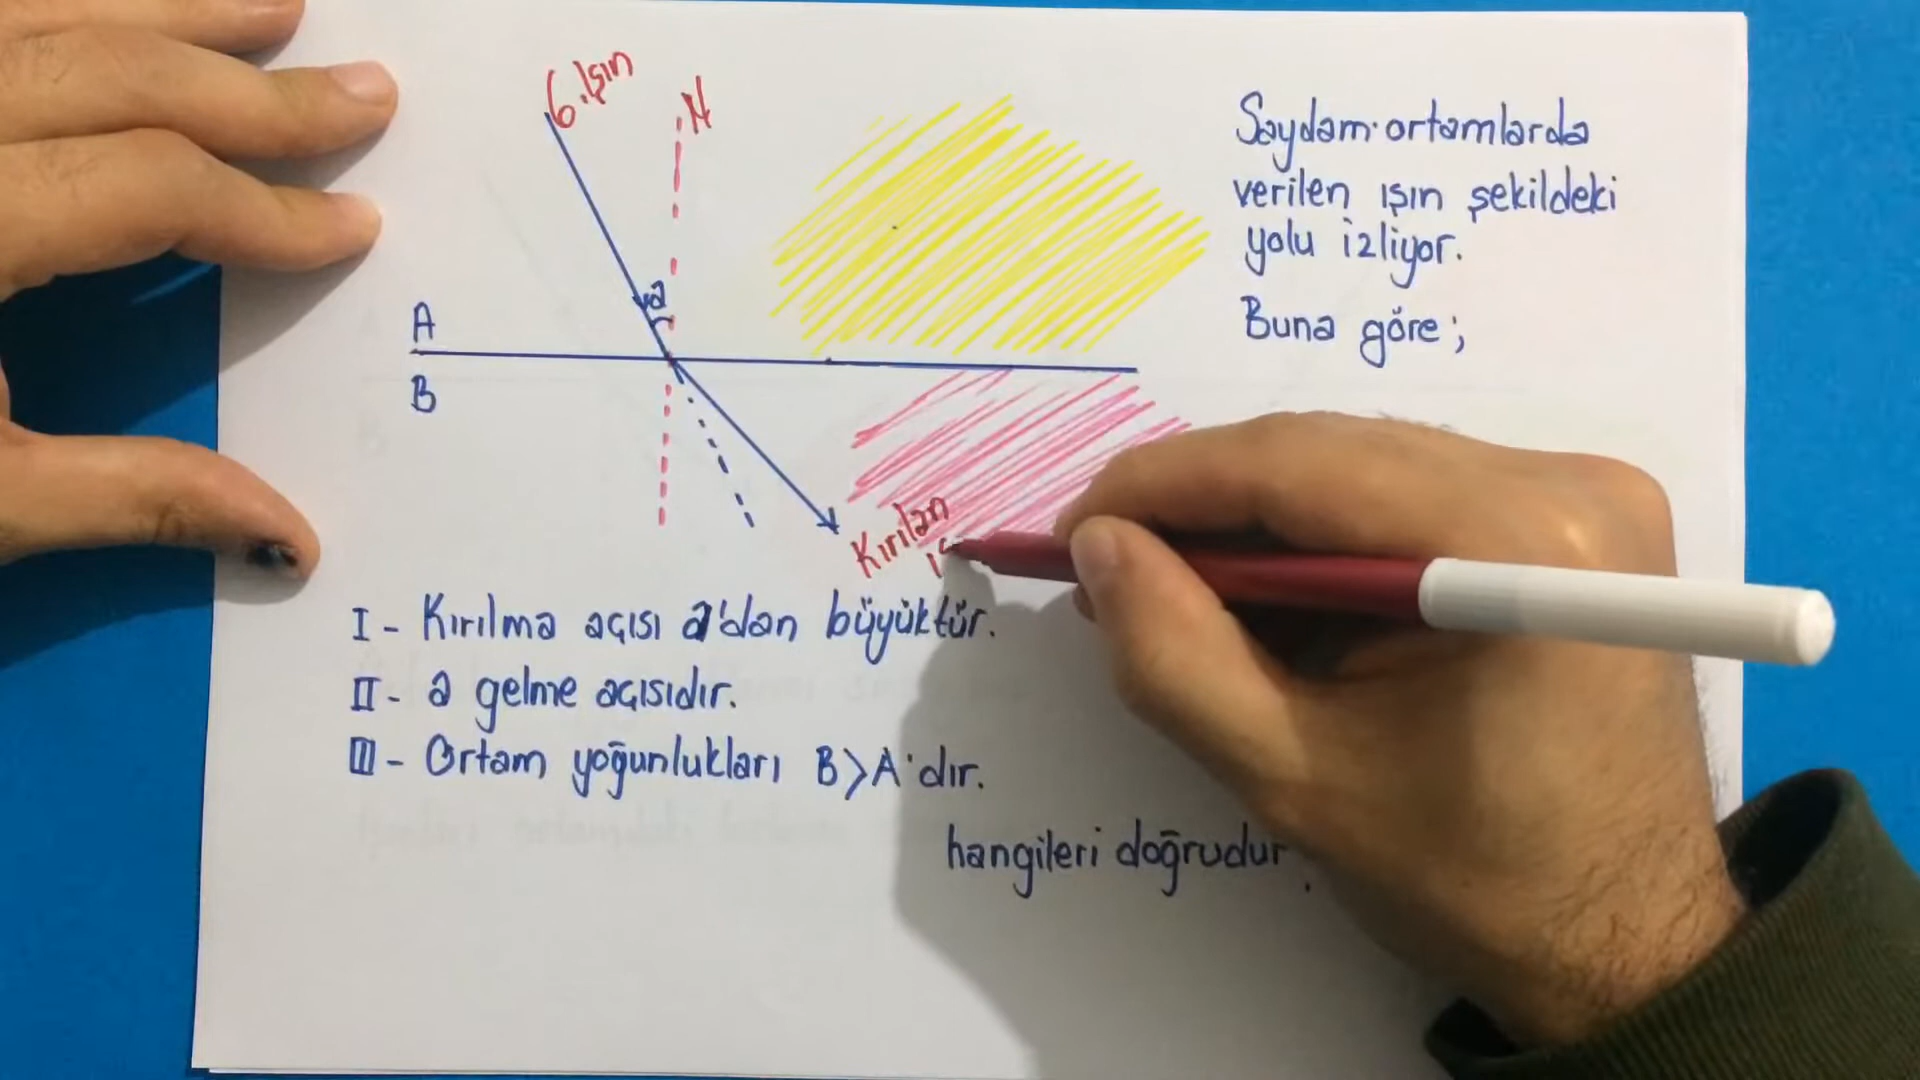 G.Işın
N
Saydam ortamlarda
verilen ışın şekildeki
yolu izliyor.
Buna göre;
a
A
B
Kırılan
ış
I - Kırılma açısı a'dan büyüktür.
II - a gelme açısıdır.
III - Ortam yoğunlukları B>A'dır.
hangileri doğrudur